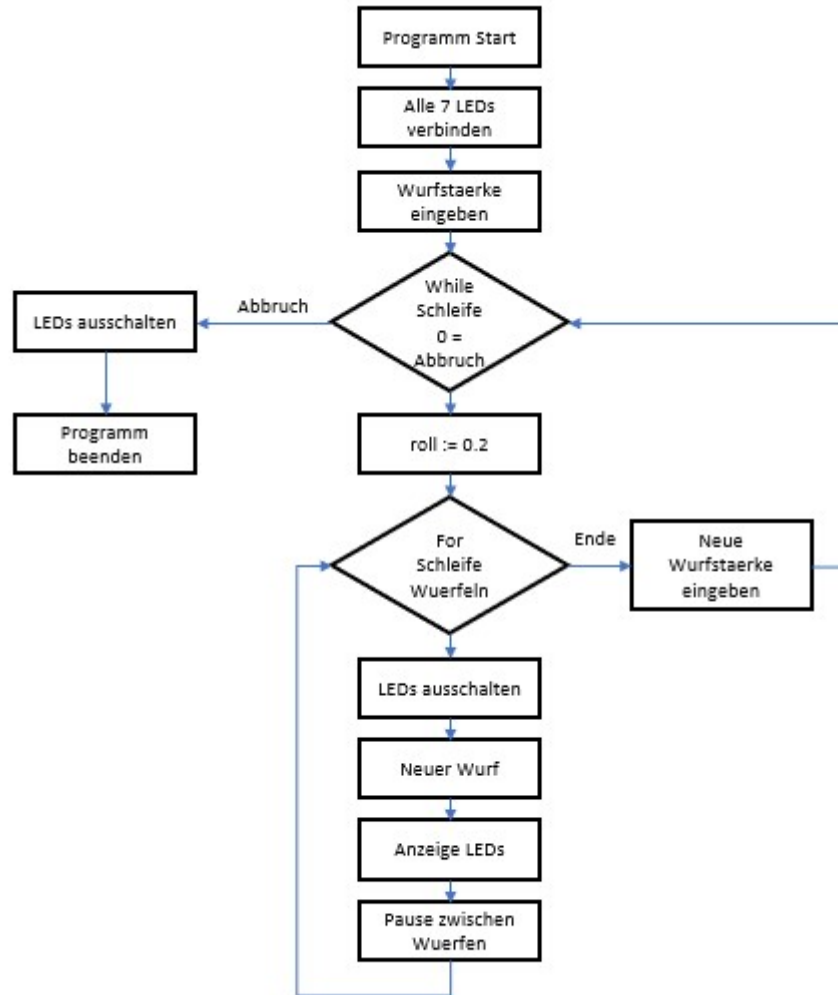 Programm Start
Alle 7 LEDs
verbinden
Wurfstaerke
eingeben
While
Schleife
0 =
Abbruch
Abbruch
LEDs ausschalten
Programm
beenden
roll := 0.2
For
Schleife
Wuerfeln
Ende
Neue
Wurfstaerke
eingeben
LEDs ausschalten
Neuer Wurf
Anzeige LEDs
Pause zwischen
Wuerfen